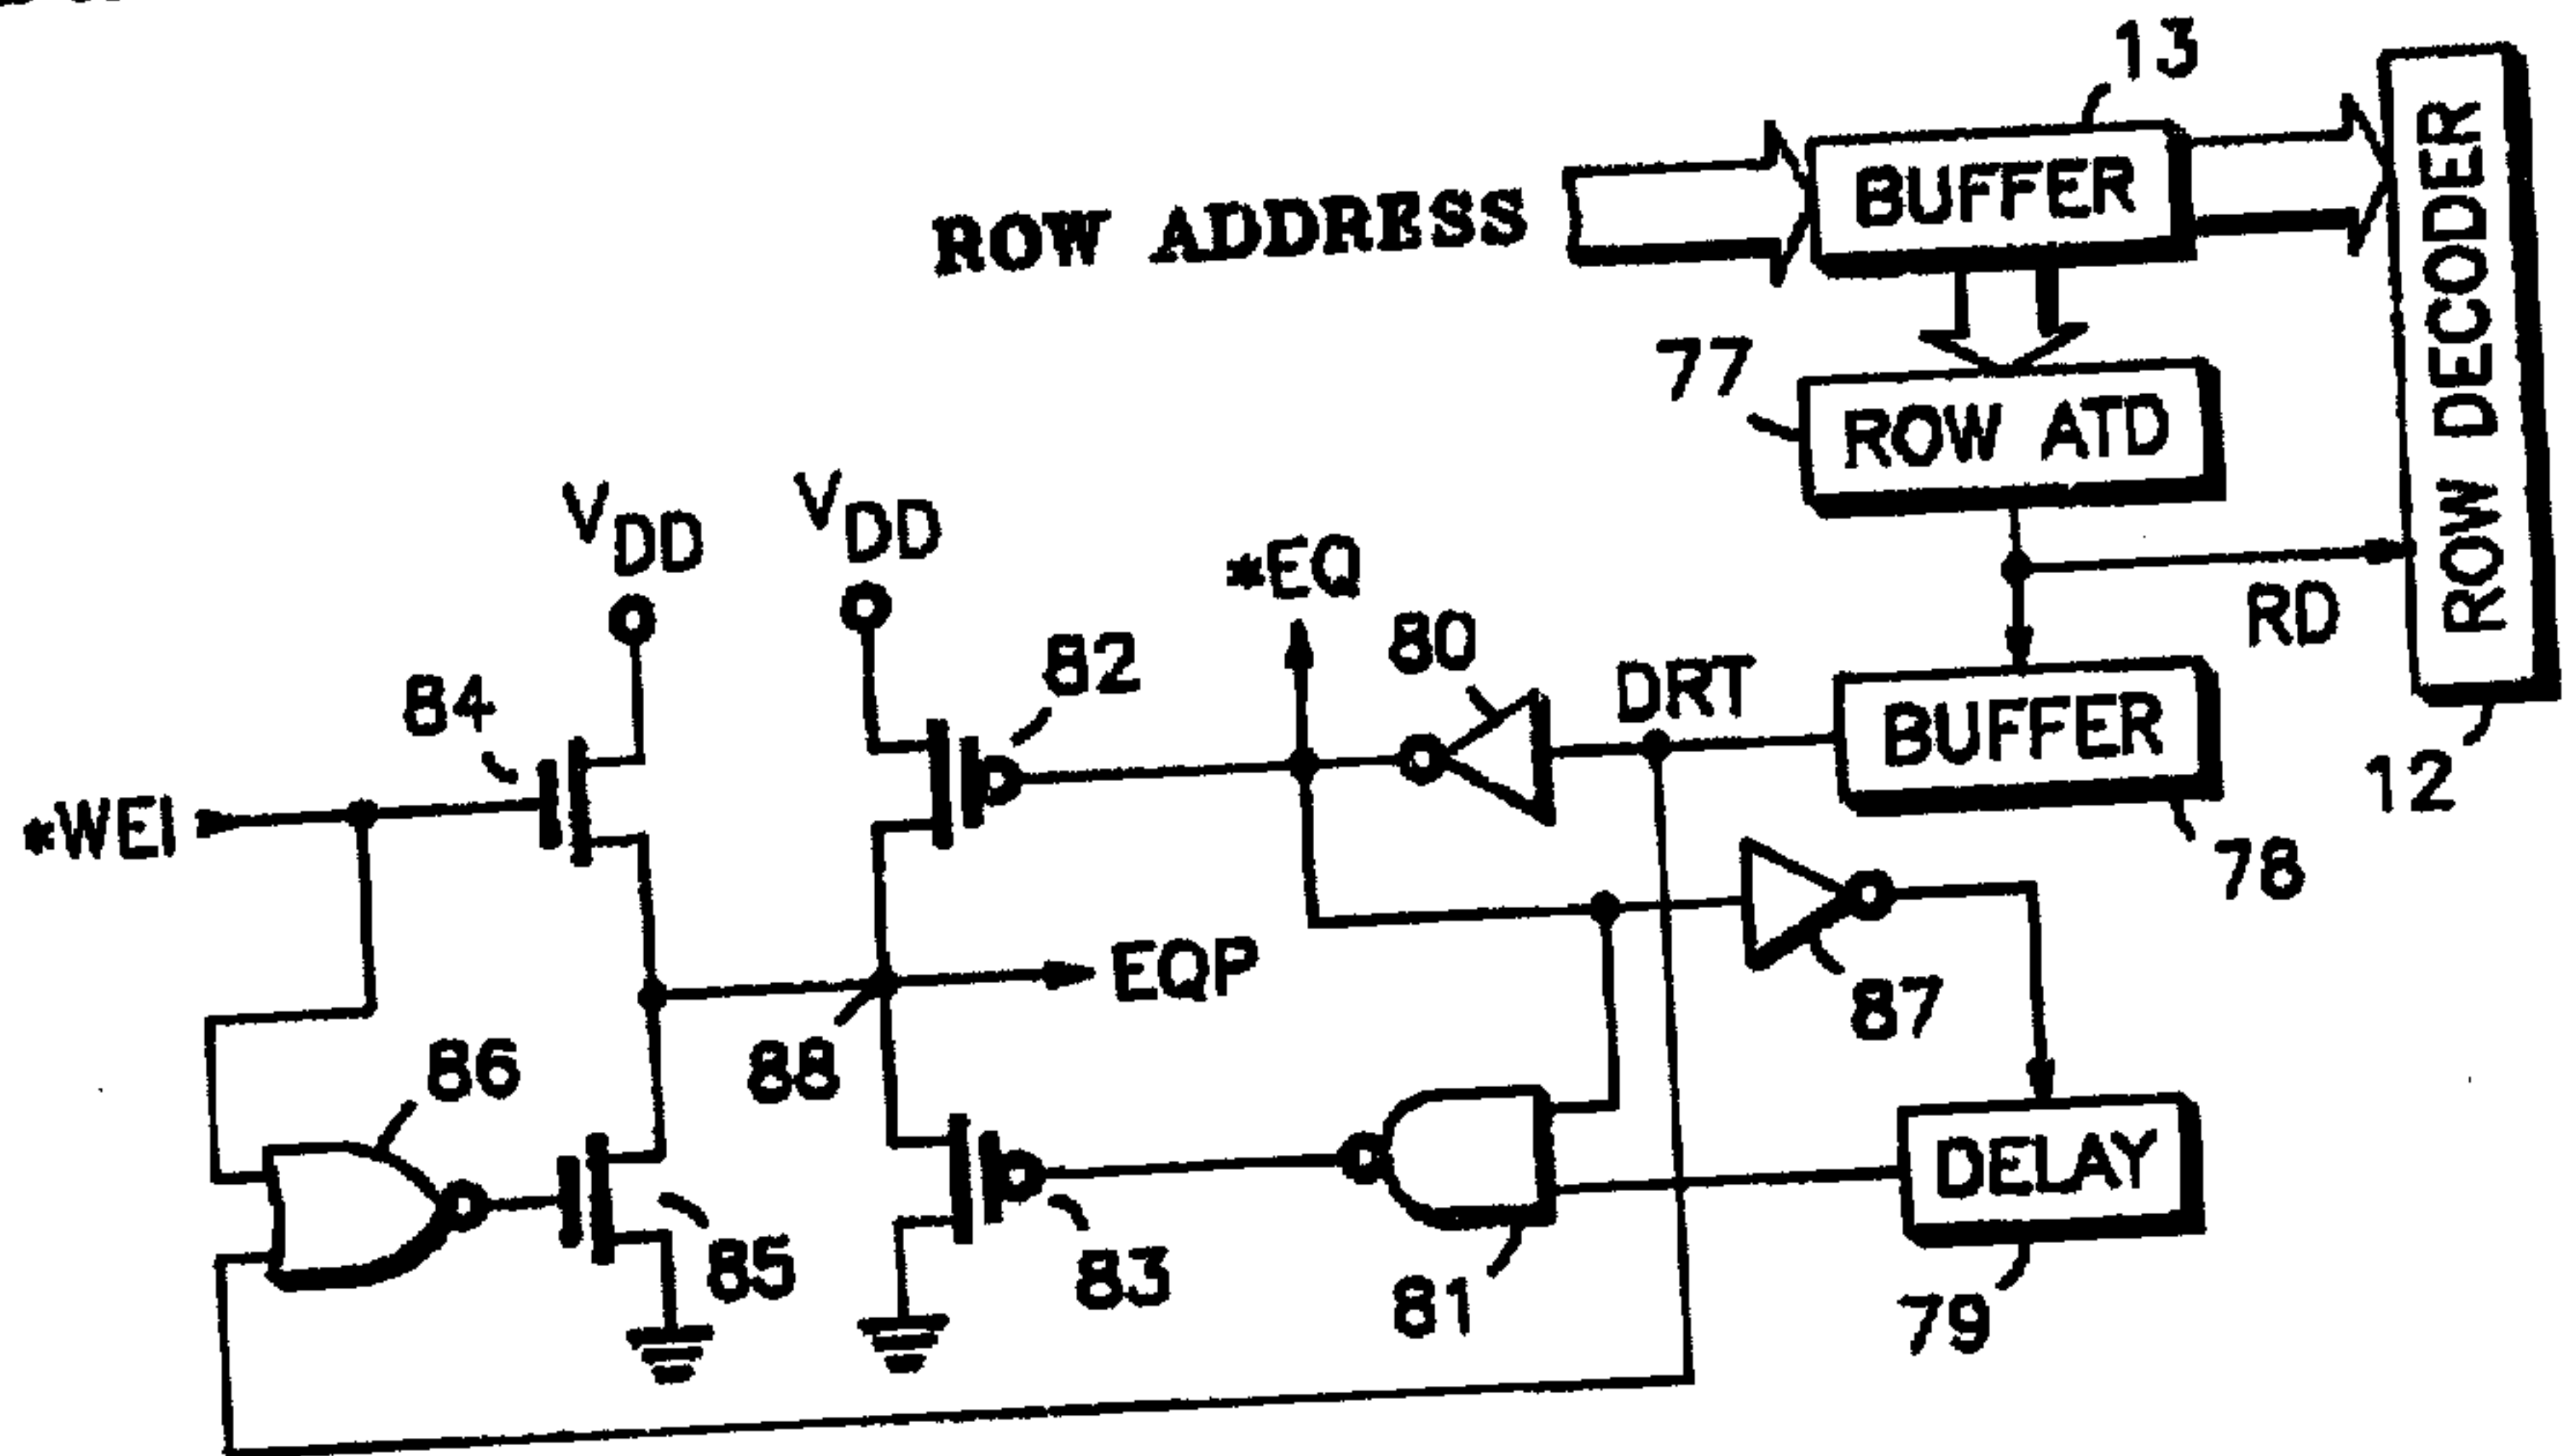 13
ROW ADDRESS
BUFFER
ROW DECODER
77
ROW ATD
VDD
VDD
*EQ
RD
84
82
80
DRT
BUFFER
12
*WEI
78
EQP
87
86
88
DELAY
85
83
81
79